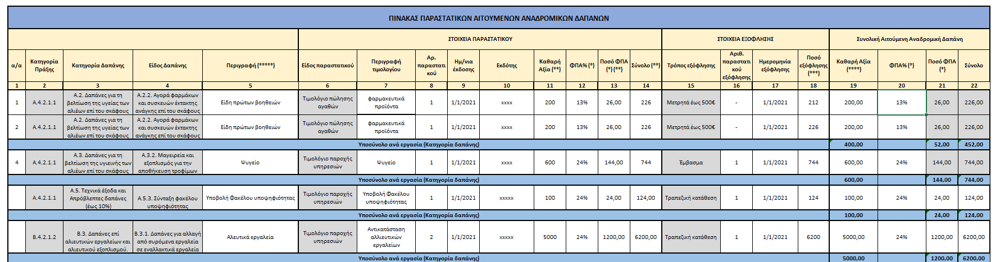 ΠΙΝΑΚΑΣ ΠΑΡΑΣΤΑΤΙΚΩΝ ΑΙΤΟΥΜΕΝΩΝ ΑΝΑΔΡΟΜΙΚΩΝ ΔΑΠΑΝΩΝ
ΣΤΟΙΧΕΙΑ ΠΑΡΑΣΤΑΤΙΚΟΥ ΣΤΟΙΧΕΙΑ ΕΞΟΦΛΗΣΗΣ Συνολική Αιτούμενη Αναδρομική Δαπάνη
α/α
Κατηγορία
Πράξης
Κατηγορία Δαπάνης
Είδος Δαπάνης
Περιγραφή (*****)
Είδος παραστατικού
Περιγραφή
τιμολογίου
Αρ.
παραστατι
κού
Ημ/νια
έκδοσης
Εκδότης
Καθαρή
Αξία (**)
ΦΠΑ% (*)
Ποσό ΦΠΑ
(*) (**)
Σύνολο (**)
Τρόπος εξόφλησης
Αριθ.
παραστατι
κού
εξόφλησης
Ημερομηνία
εξόφλησης
Ποσό
εξόφλησης
(***)
Καθαρή Αξία
(****)
ΦΠΑ% (*)
Ποσό ΦΠΑ
(*)
Σύνολο
1 2 3 4 5 6 7 8 9 10 11 12 13 14 15 16 17 18 19 20 21 22
1
Α.4.2.1.1
Α.2. Δαπάνες για τη
βελτίωση της υγείας των
αλιέων επί του σκάφους
Α.2.2. Αγορά φαρμάκων
και συσκευών έκτακτης
ανάγκης επί του σκάφους
Είδη πρώτων βοηθειών
Τιμολόγιο πώλησης
αγαθών
φαρμακευτικά
προϊόντα
1 1/1/2021 xxxx 200 13% 26,00 226 Μετρητά έως 500€ - 1/1/2021 212 200,00 13% 26,00 226,00
2
Α.4.2.1.1
Α.2. Δαπάνες για τη
βελτίωση της υγείας των
αλιέων επί του σκάφους
Α.2.2. Αγορά φαρμάκων
και συσκευών έκτακτης
ανάγκης επί του σκάφους
Είδη πρώτων βοηθειών
Τιμολόγιο πώλησης
αγαθών
φαρμακευτικά
προϊόντα
1 1/1/2021 xxxx 200 13% 26,00 226 Μετρητά έως 500€ - 1/1/2021 226 200,00 13% 26,00 226,00
Υποσύνολο ανά εργασία (Κατηγορία δαπάνης) 400,00 52,00 452,00
4
Α.4.2.1.1
Α.3. Δαπάνες για τη
βελτίωση της υγιεινής των
αλιέων επί του σκάφους
Α.3.2. Μαγειρεία και
εξοπλισμός για την
αποθήκευση τροφίμων
Ψυγείο
Τιμολόγιο παροχής
υπηρεσιών
Ψυγείο
1 1/1/2021 xxxx 600 24% 144,00 744 Έμβασμα 1 1/1/2021 744 600,00 24% 144,00 744,00
Υποσύνολο ανά εργασία (Κατηγορία δαπάνης) 600,00 144,00 744,00
Α.4.2.1.1
Α.5. Τεχνικά έξοδα και
Απρόβλεπτες δαπάνες
(έως 10%)
Α.5.3. Σύνταξη φακέλου
υποψηφιότητας
Υποβολή Φακέλου υποψηφιότητας
Τιμολόγιο παροχής
υπηρεσιών
Υποβολή Φακέλου
υποψηφιότητας
1 1/1/2021 xxxxx 100 24% 24,00 124,00 Τραπεζική κατάθεση 1 1/1/2021 124 100,00 24% 24,00 124,00
Υποσύνολο ανά εργασία (Κατηγορία δαπάνης) 100,00 24,00 124,00
Β.4.2.1.2
Β.3. Δαπάνες επί
αλιευτικών εργαλείων και
αλιευτικού εξοπλισμού.
Β.3.1. Δαπάνες για αλλαγή
από συρόμενα εργαλεία
σε εναλλακτικά εργαλεία
Αλευτικά εργαλεία
Τιμολόγιο παροχής
υπηρεσιών
Αντικατάσταση
αλλιευτικών
εργαλείων
2 1/1/2021 xxxxx 5000 24% 1200,00 6200,00 Τραπεζική κατάθεση 1 1/1/2021 6200 5000,00 24% 1200,00 6200,00
Υποσύνολο ανά εργασία (Κατηγορία δαπάνης) 5000,00 1200,00 6200,00